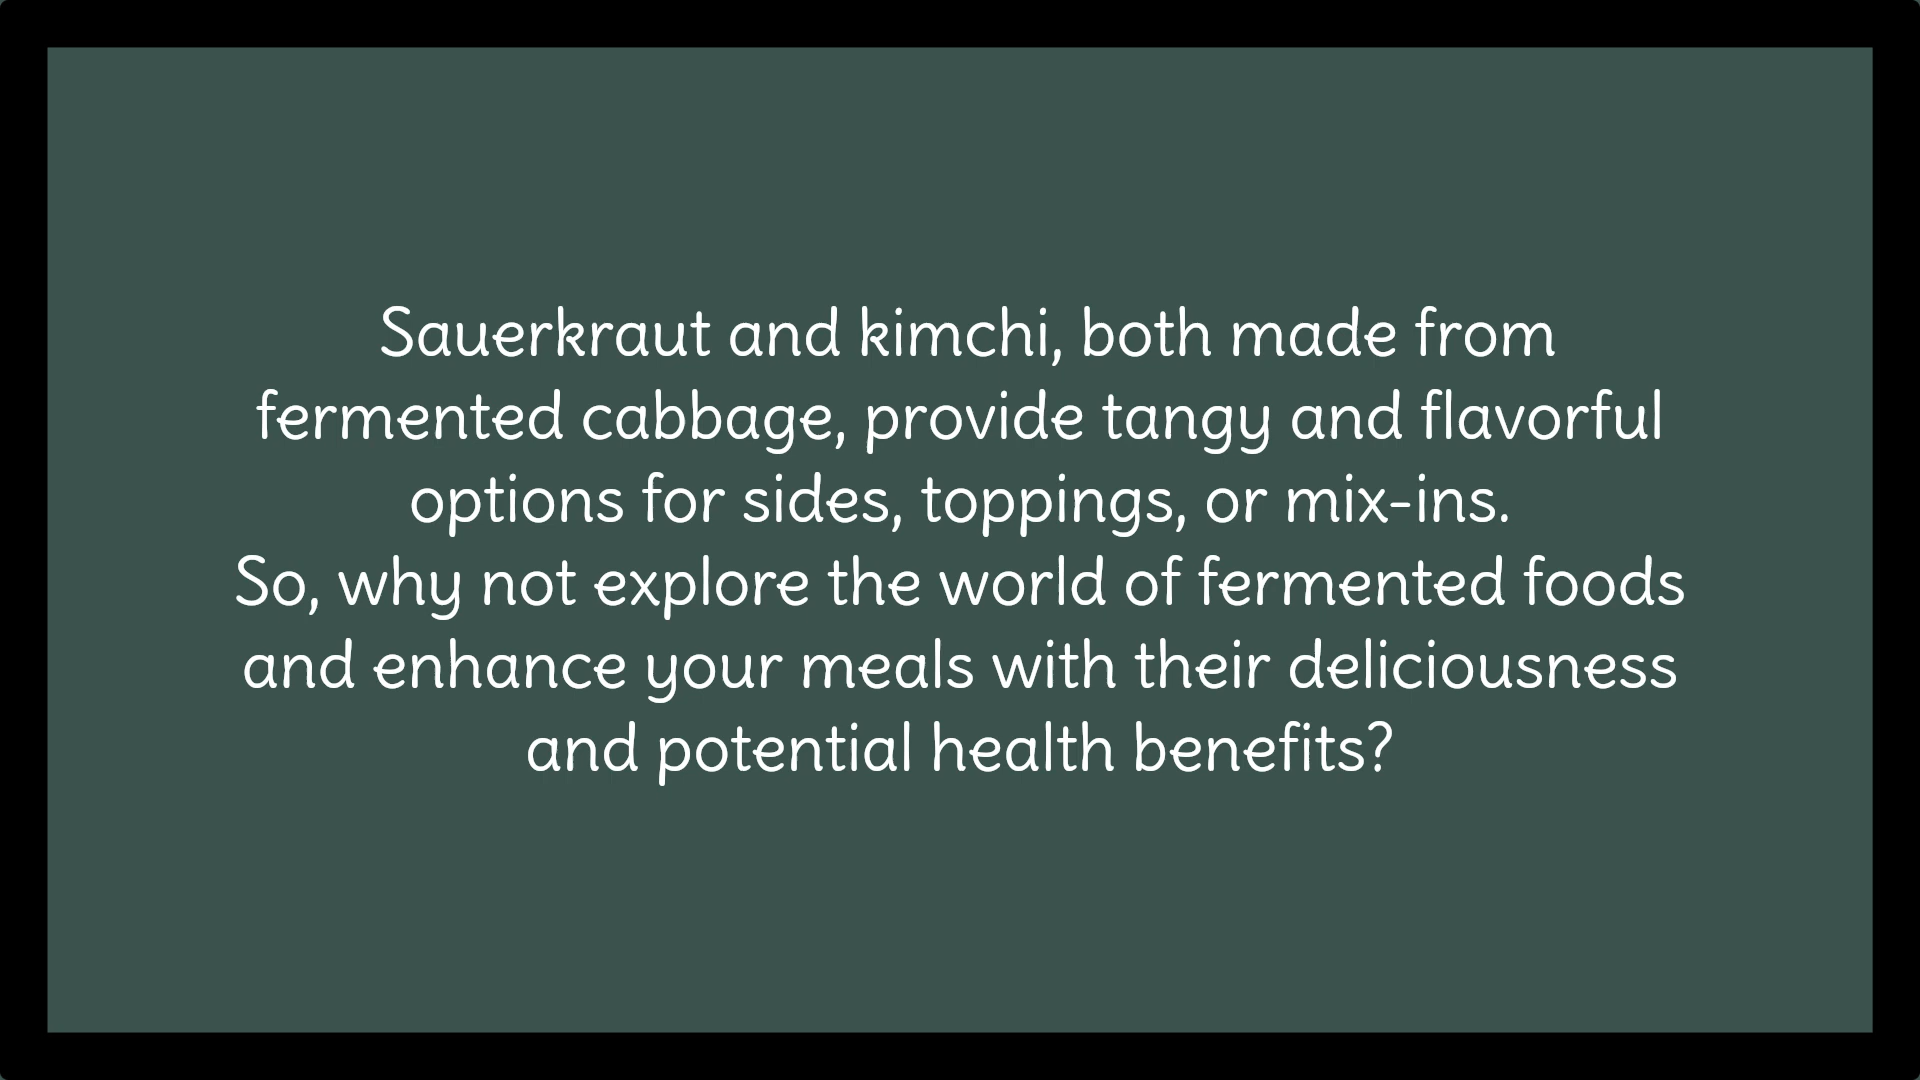 Sauerkraut and kimchi, both made from
fermented cabbage, provide tangy and flavorful
options for sides, toppings, or mix-ins.
So, why not explore the world of fermented foods
and enhance your meals with their deliciousness
and potential health benefits?